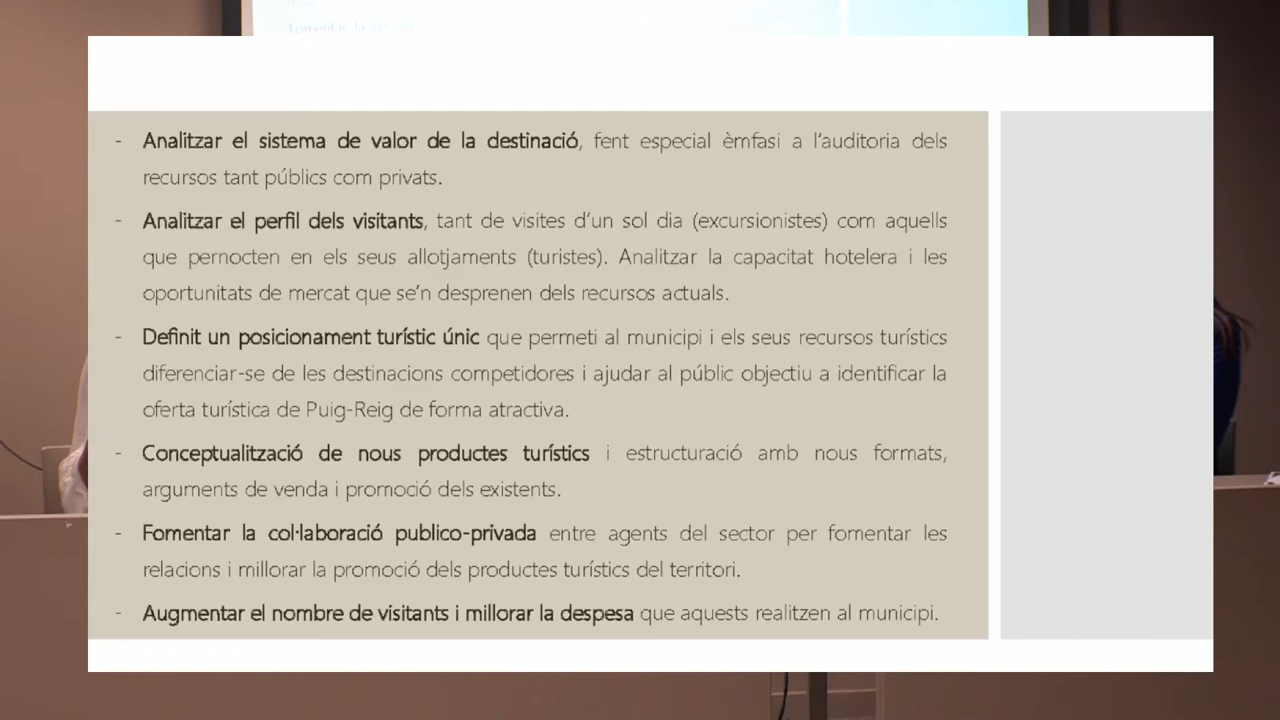 Fomentar la
- Analitzar el sistema de valor de la destinació, fent especial èmfasi a l'auditoria dels
recursos tant públics com privats.
- Analitzar el perfil dels visitants, tant de visites d'un sol dia (excursionistes) com aquells
que pernocten en els seus allotjaments (turistes). Analitzar la capacitat hotelera i les
oportunitats de mercat que se'n desprenen dels recursos actuals.
- Definit un posicionament turístic únic que permeti al municipi i els seus recursos turístics
diferenciar-se de les destinacions competidores i ajudar al públic objectiu a identificar la
oferta turística de Puig-Reig de forma atractiva.
- Conceptualització de nous productes turístics i estructuració amb nous formats,
arguments de venda i promoció dels existents.
- Fomentar la col·laboració publico-privada entre agents del sector per fomentar les
relacions i millorar la promoció dels productes turístics del territori.
- Augmentar el nombre de visitants i millorar la despesa que aquests realitzen al municipi.